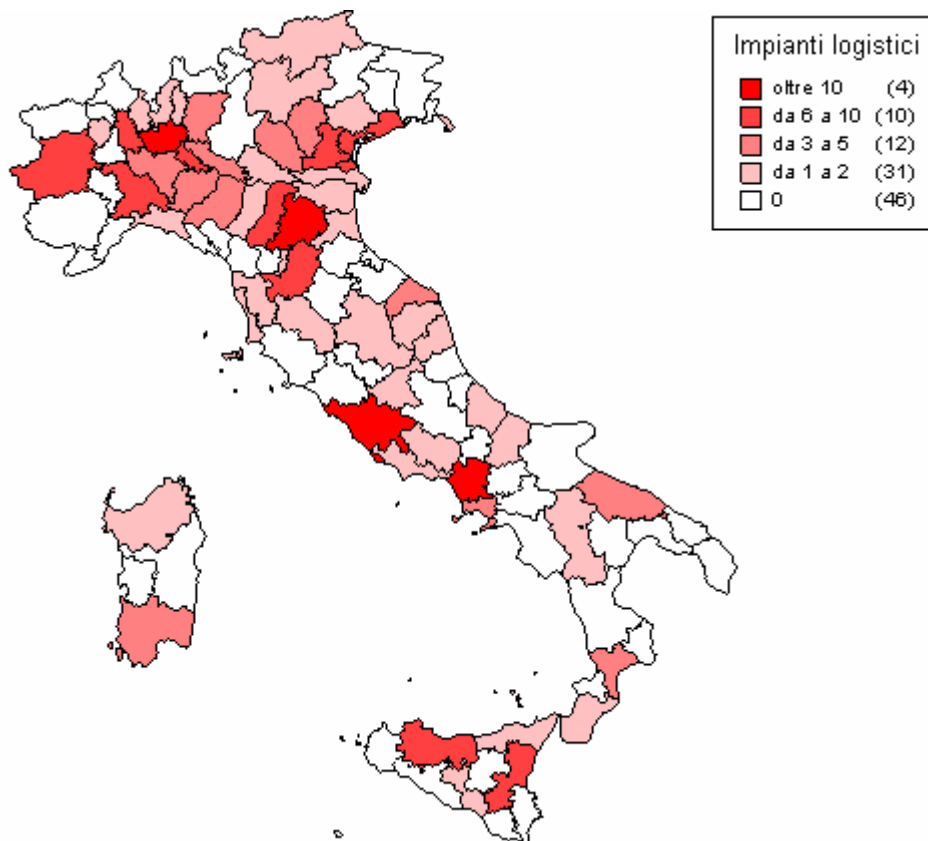 Impianti logistici
oltre 10 (4)
da 6 a 10 (10)
da 3 a 5 (12)
da 1 a 2 (31)
0 (46)